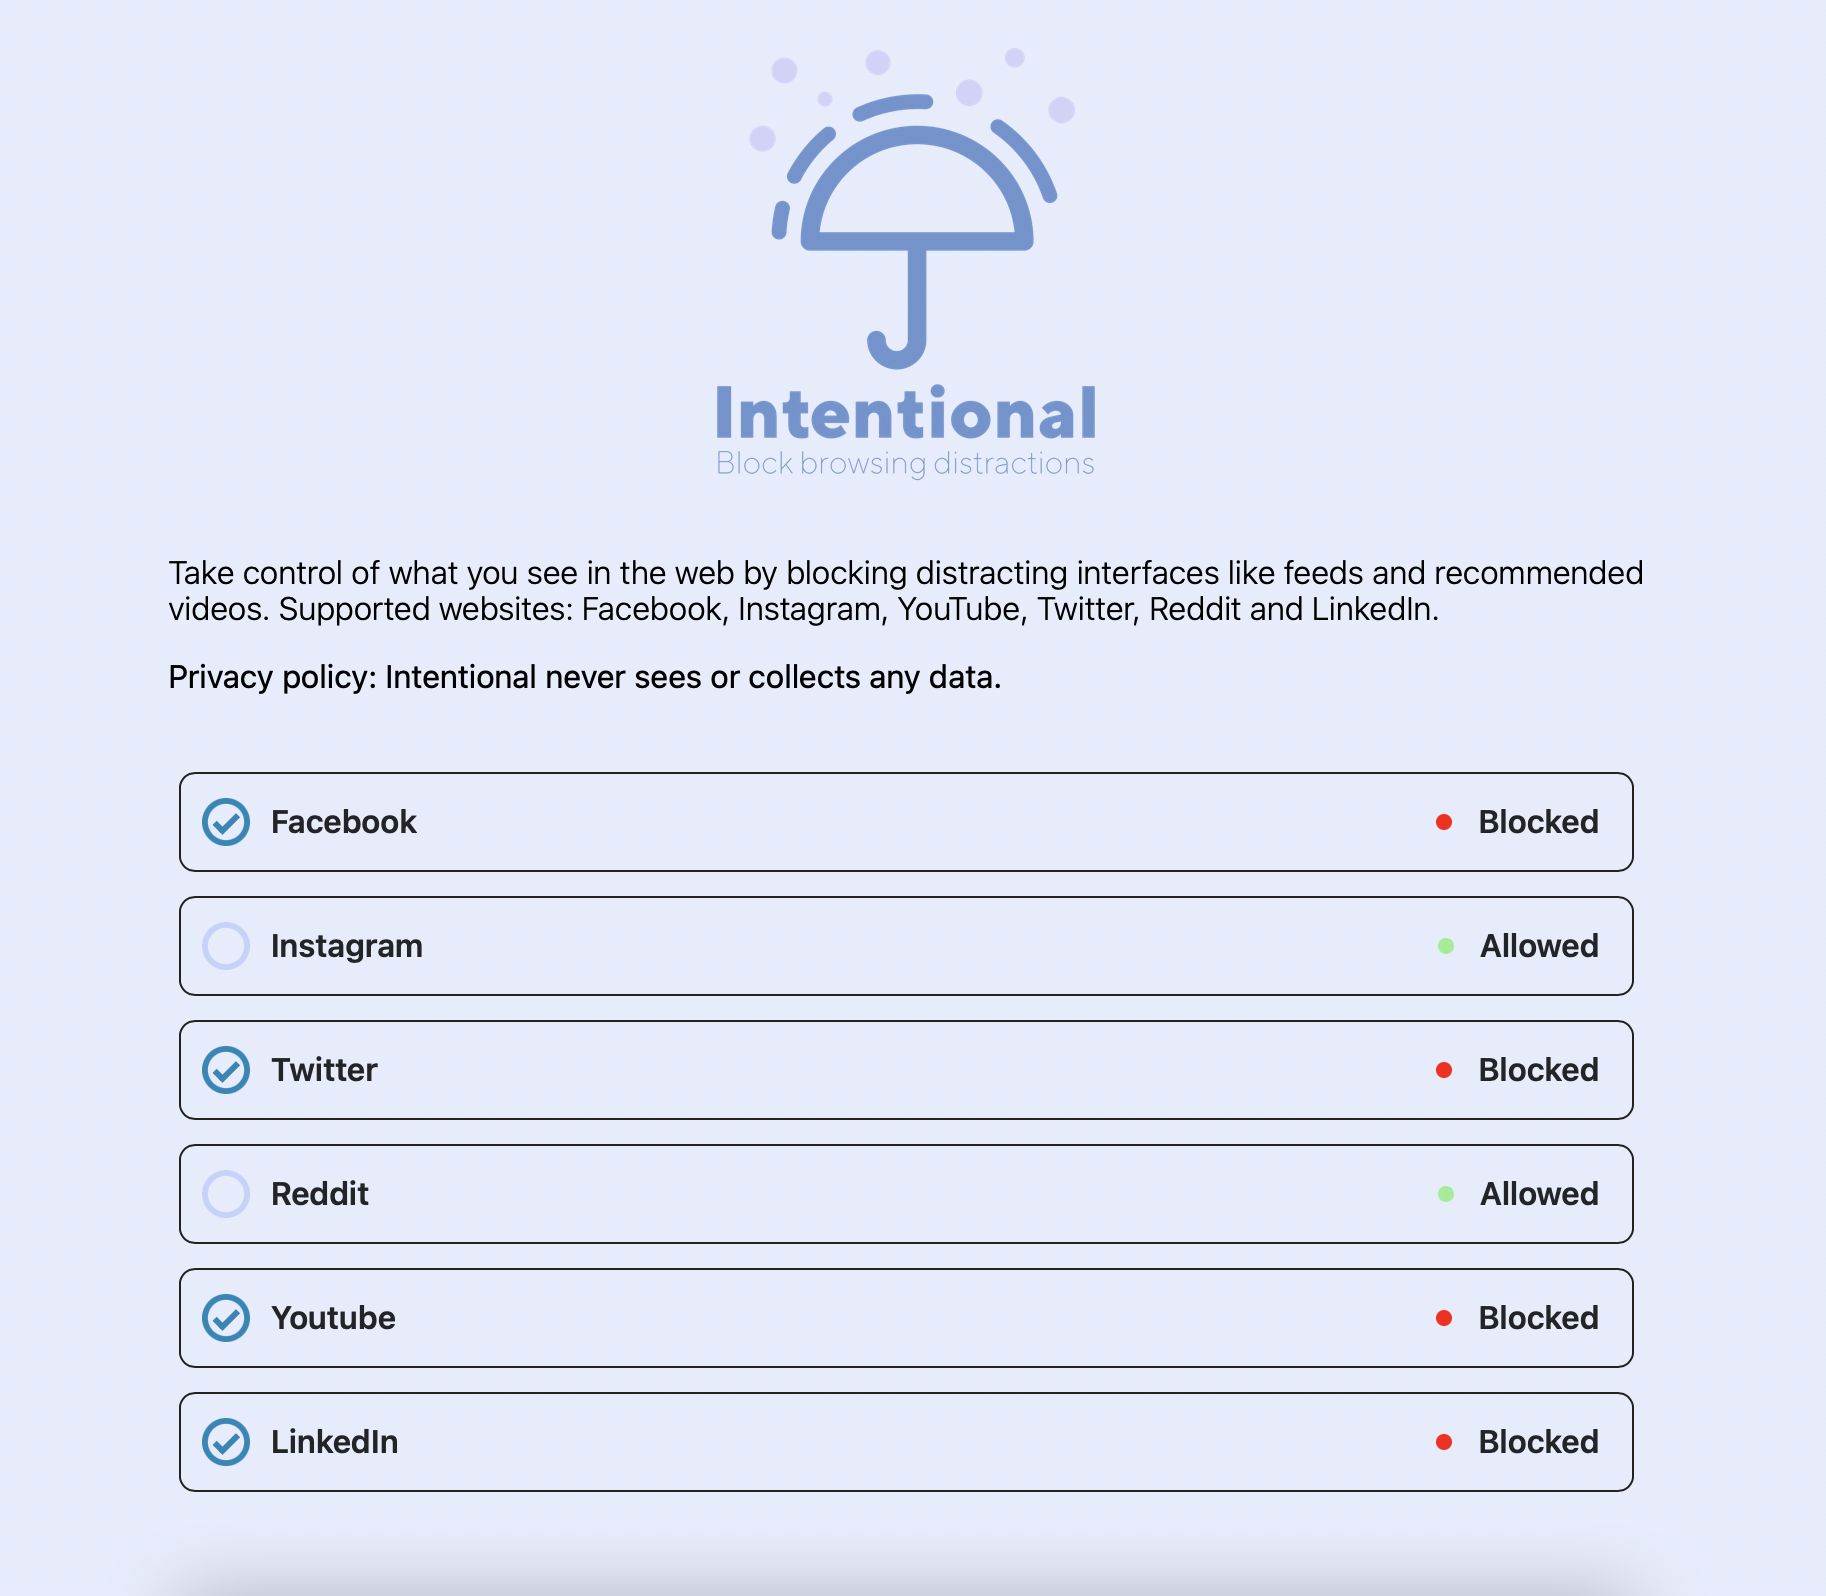 Intentional
Block browsing distractions
Take control of what you see in the web by blocking distracting interfaces like feeds and recommended
videos. Supported websites: Facebook, Instagram, YouTube, Twitter, Reddit and LinkedIn.
Privacy policy: Intentional never sees or collects any data.
Facebook Blocked
Instagram Allowed
Twitter Blocked
Reddit Allowed
Youtube Blocked
LinkedIn Blocked